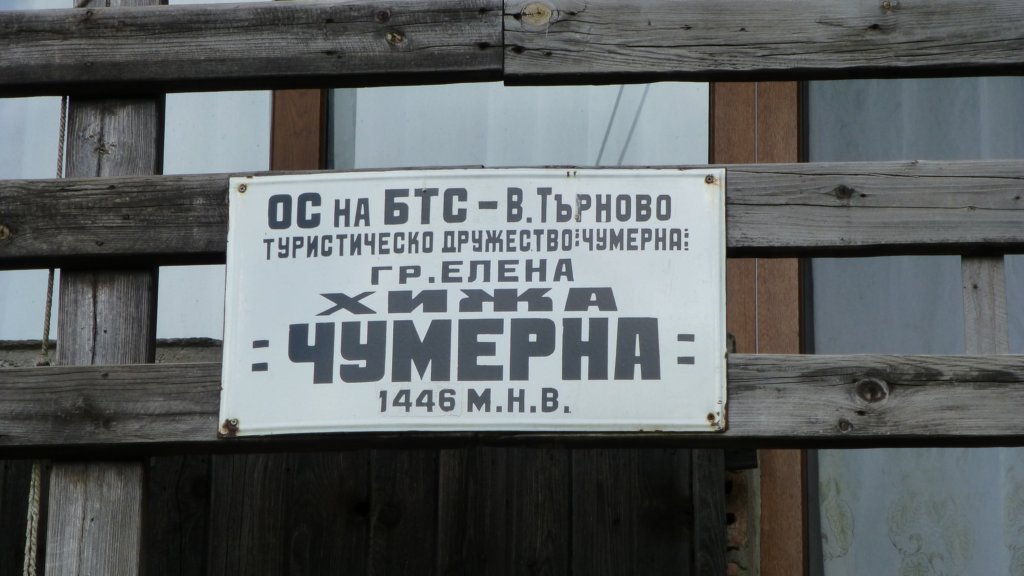 ОС НА БТС – В. ТЪРНОВО
ТУРИСТИЧЕСКО ДРУЖЕСТВО "ЧУМЕРНА"
ГР. ЕЛЕНА
ХИЖА
= ЧУМЕРНА =
1446 М.Н.В.